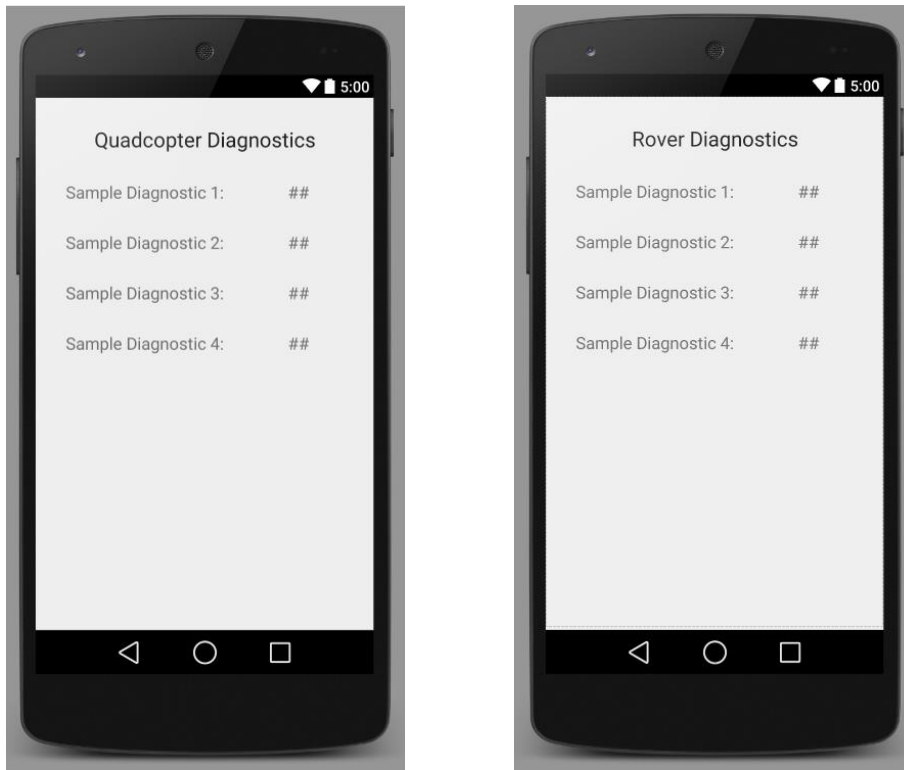 5:00
Quadcopter Diagnostics
Sample Diagnostic 1: ##
Sample Diagnostic 2: ##
Sample Diagnostic 3: ##
Sample Diagnostic 4: ##
5:00
Rover Diagnostics
Sample Diagnostic 1: ##
Sample Diagnostic 2: ##
Sample Diagnostic 3: ##
Sample Diagnostic 4: ##